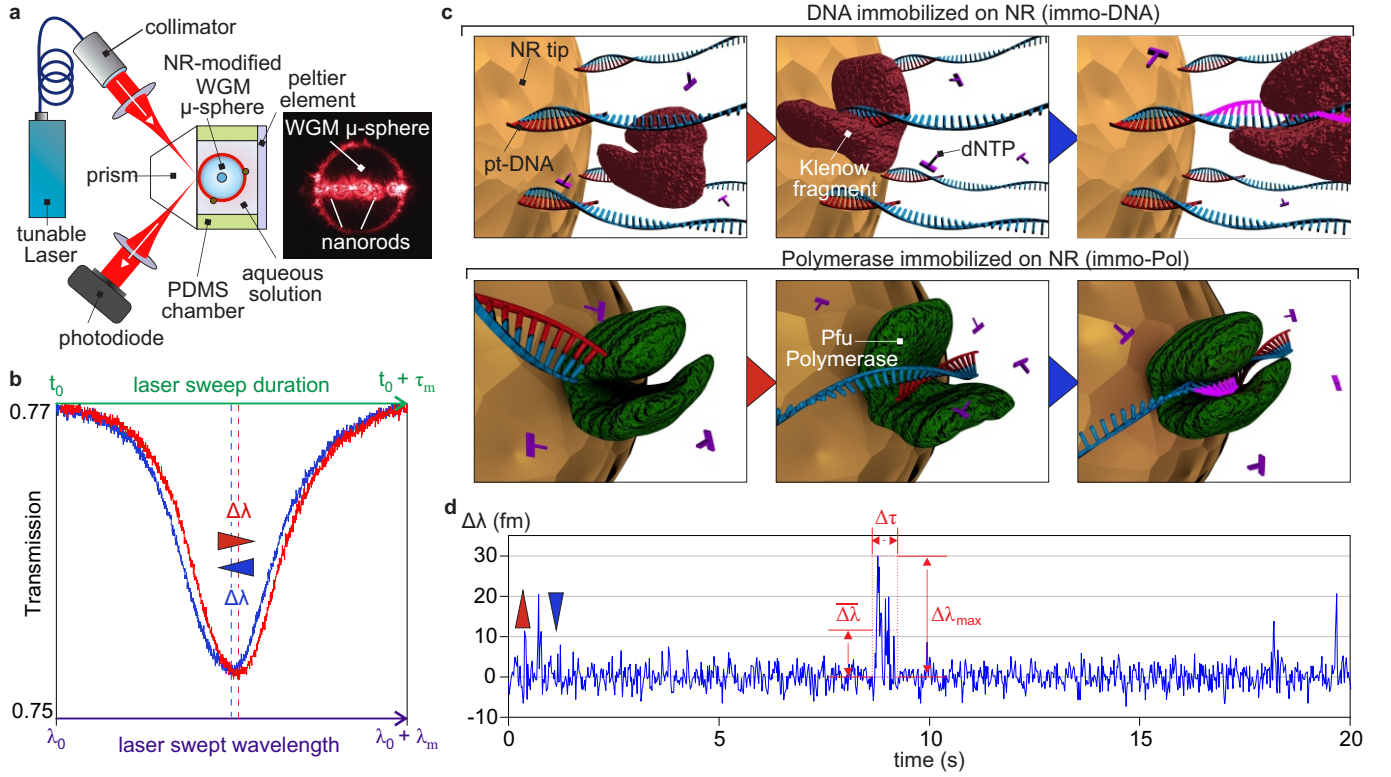 a
collimator
NR-modified
WGM
μ-sphere
peltier
element
WGM μ-sphere
prism
nanorods
tunable
Laser
PDMS
chamber
aqueous
solution
photodiode
b
t0
laser sweep duration
t0 + τm
0.77
Transmission
Δλ
Δλ
0.75
λ0
laser swept wavelength
λ0 + λm
c
DNA immobilized on NR (immo-DNA)
NR tip
pt-DNA
Klenow
fragment
dNTP
Polymerase immobilized on NR (immo-Pol)
Pfu
Polymerase
d
Δλ (fm)
Δτ
30
20
10
0
-10
Δλ
Δλmax
0
5
10
15
20
time (s)